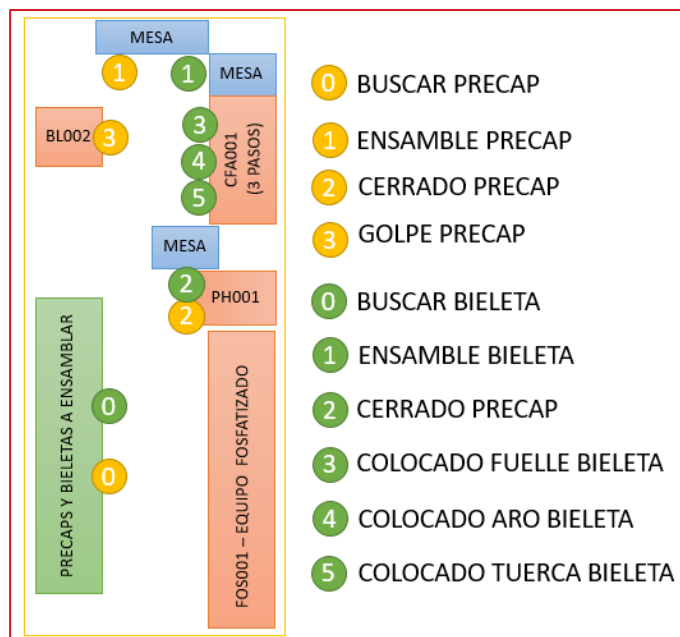 MESA
1
1
MESA
BL002
3
3
4
5
CFA001
(3 PASOS)
MESA
2
2
PH001
PRECAPS Y BIELETAS A ENSAMBLAR
0
0
FOS001 – EQUIPO FOSFATIZADO
0 BUSCAR PRECAP
1 ENSAMBLE PRECAP
2 CERRADO PRECAP
3 GOLPE PRECAP
0 BUSCAR BIELETA
1 ENSAMBLE BIELETA
2 CERRADO PRECAP
3 COLOCADO FUELLE BIELETA
4 COLOCADO ARO BIELETA
5 COLOCADO TUERCA BIELETA